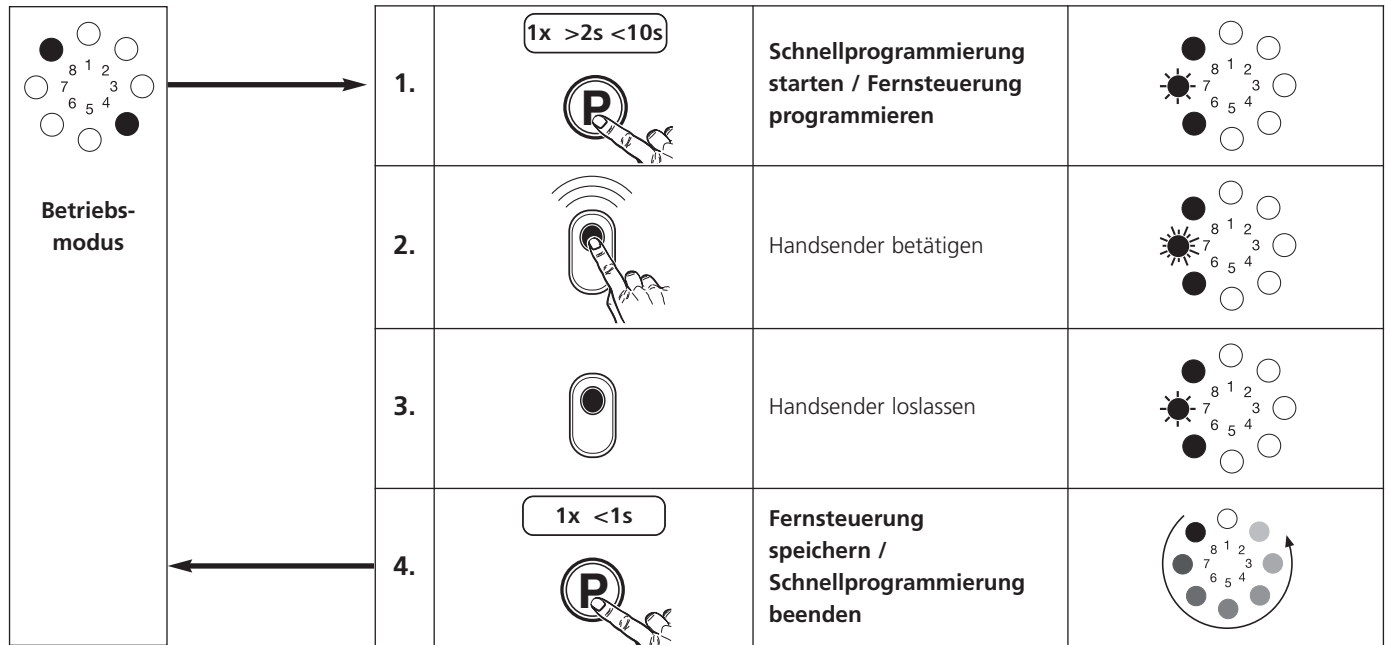 8 1 2
7 3
6 5 4
Betriebs-
modus
1.
1x >2s <10s
P
Schnellprogrammierung
starten / Fernsteuerung
programmieren
8 1 2
7 3
6 5 4
2.
Handsender betätigen
8 1 2
7 3
6 5 4
3.
Handsender loslassen
8 1 2
7 3
6 5 4
4.
1x <1s
P
Fernsteuerung
speichern /
Schnellprogrammierung
beenden
8 1 2
7 3
6 5 4